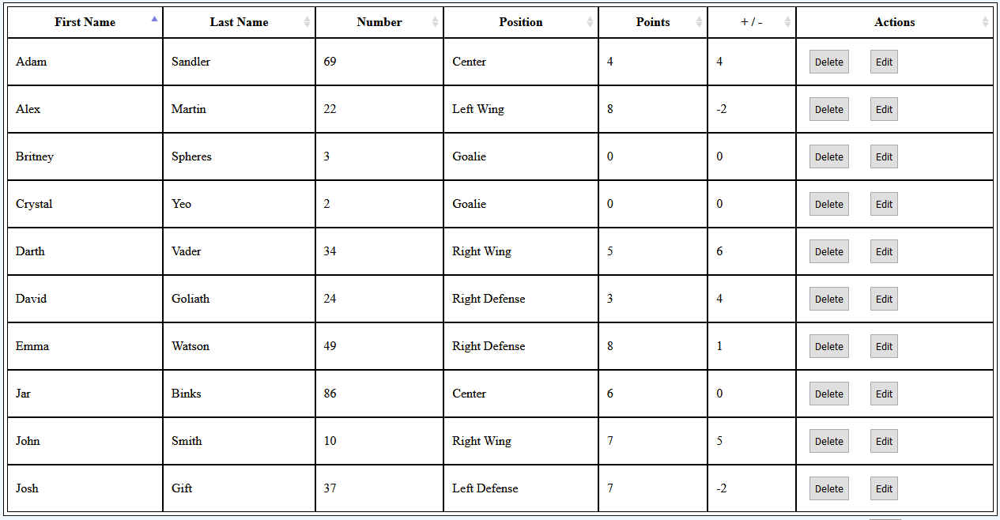 First Name Last Name Number Position Points + / - Actions
Adam Sandler 69 Center 4 4 Delete Edit
Alex Martin 22 Left Wing 8 -2 Delete Edit
Britney Spheres 3 Goalie 0 0 Delete Edit
Crystal Yeo 2 Goalie 0 0 Delete Edit
Darth Vader 34 Right Wing 5 6 Delete Edit
David Goliath 24 Right Defense 3 4 Delete Edit
Emma Watson 49 Right Defense 8 1 Delete Edit
Jar Binks 86 Center 6 0 Delete Edit
John Smith 10 Right Wing 7 5 Delete Edit
Josh Gift 37 Left Defense 7 -2 Delete Edit